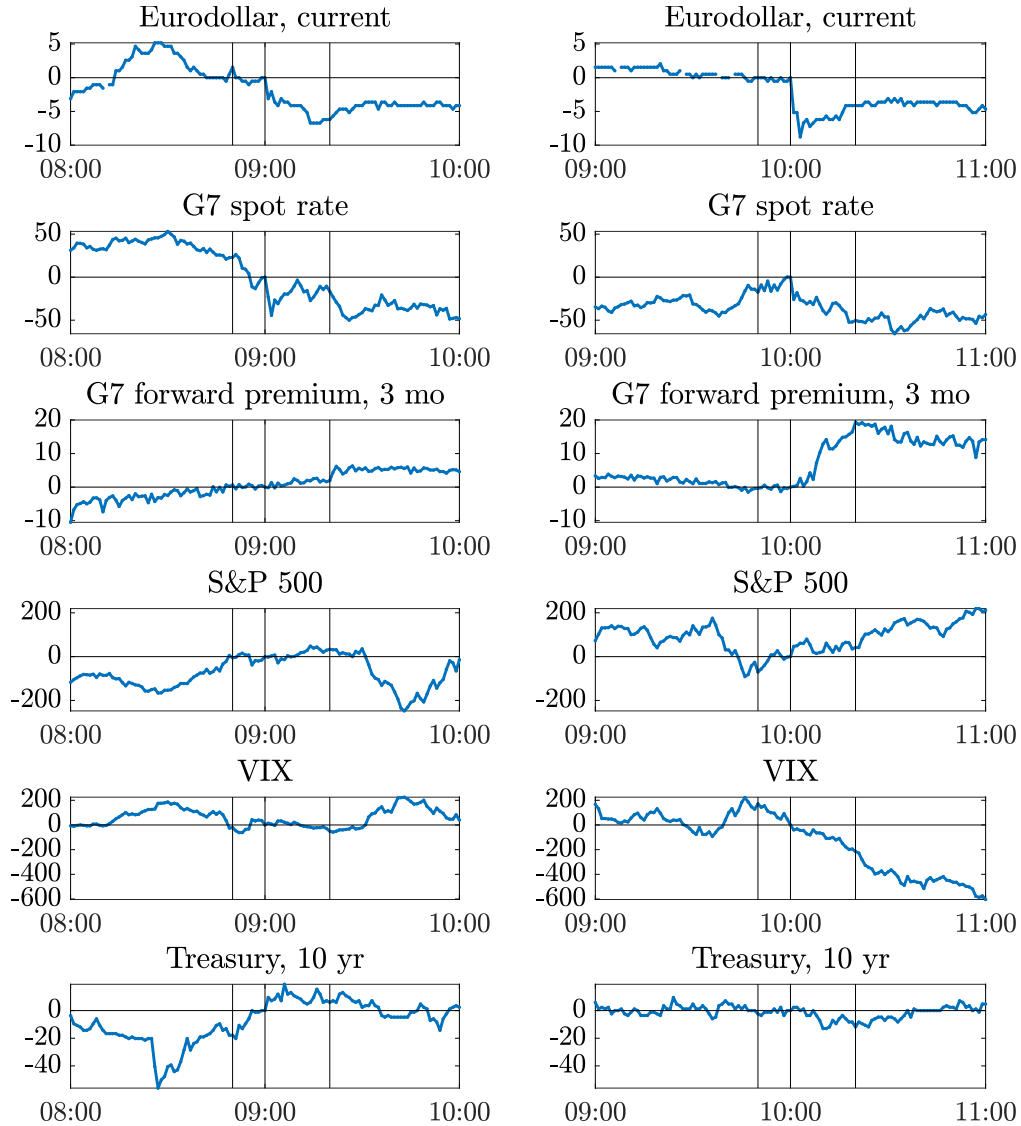 Eurodollar, current
5
0
-5
-10
08:00 09:00 10:00
Eurodollar, current
5
0
-5
-10
09:00 10:00 11:00
G7 spot rate
50
0
-50
08:00 09:00 10:00
G7 spot rate
50
0
-50
09:00 10:00 11:00
G7 forward premium, 3 mo
20
10
0
-10
08:00 09:00 10:00
G7 forward premium, 3 mo
20
10
0
-10
09:00 10:00 11:00
S&P 500
200
0
-200
08:00 09:00 10:00
S&P 500
200
0
-200
09:00 10:00 11:00
VIX
200
0
-200
-400
-600
08:00 09:00 10:00
VIX
200
0
-200
-400
-600
09:00 10:00 11:00
Treasury, 10 yr
0
-20
-40
08:00 09:00 10:00
Treasury, 10 yr
0
-20
-40
09:00 10:00 11:00